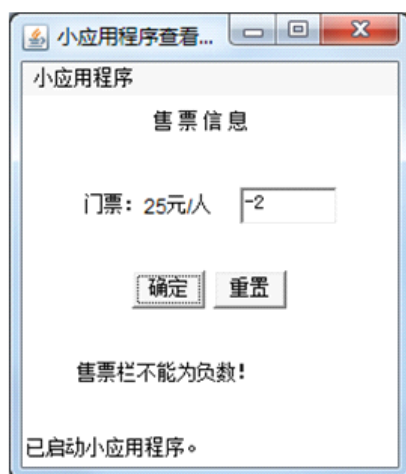 小应用程序查看...
小应用程序
售票信息
门票：25元/人 -2
确定 重置
售票栏不能为负数!
已启动小应用程序。